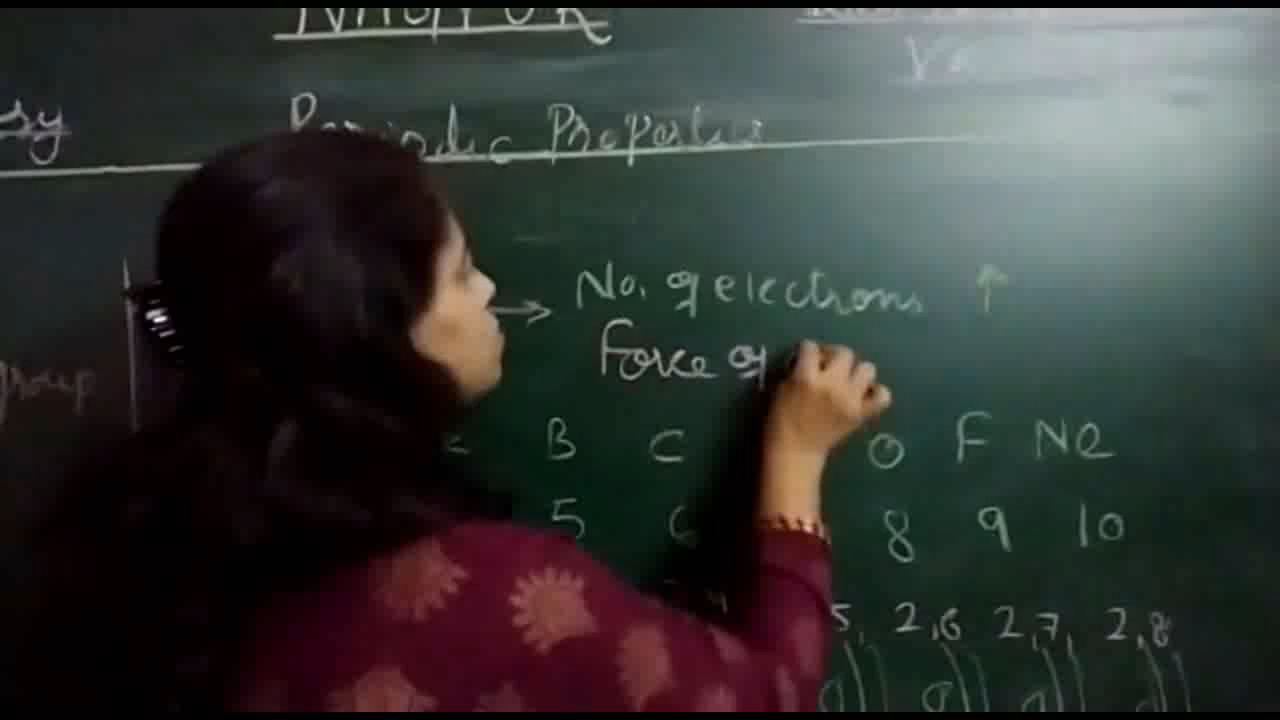 NAGPUR
Periodic Properties
→ No. of electrons ↑
group
Force of
B C O F Ne
5 6 8 9 10
5, 2,6 2,7, 2,8